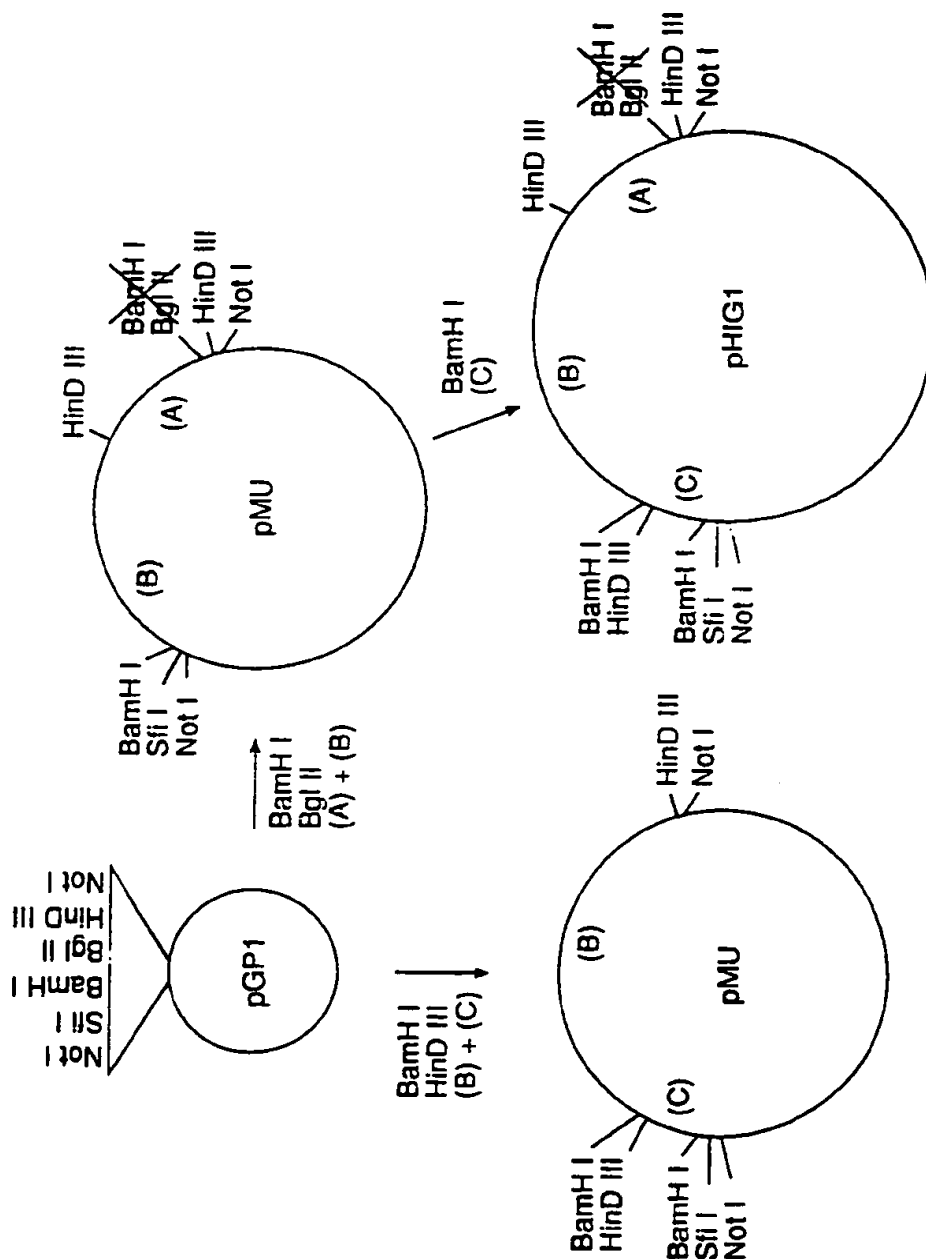 Not I
Sfi I
BamH I
Bgl II
HinD III
Not I
pGP1
BamH I
Bgl II
(A) + (B)
BamH I
Sfi I
Not I
(B)
HinD III
(A)
BamH I
Bgl II
HinD III
Not I
pMU
BamH I
HinD III
(B) + (C)
BamH I
(C)
BamH I
HinD III
(C)
BamH I
Sfi I
Not I
(B)
HinD III
Not I
pMU
BamH I
HinD III
(C)
BamH I
Sfi I
Not I
(B)
HinD III
(A)
BamH I
Bgl II
HinD III
Not I
pHIG1